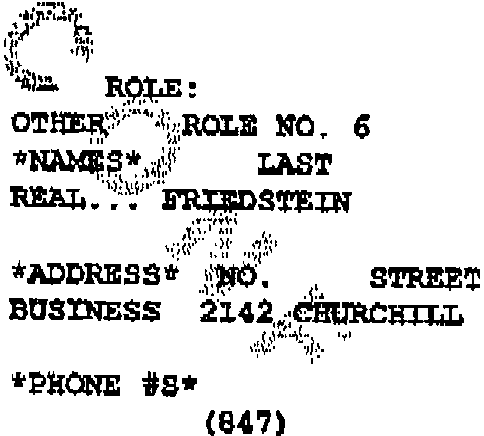 ROLE:
OTHER ROLE NO. 6
*NAMES* LAST
REAL... FRIEDSTEIN
*ADDRESS* NO. STREET
BUSINESS 2142 CHURCHILL
*PHONE #S*
(847)